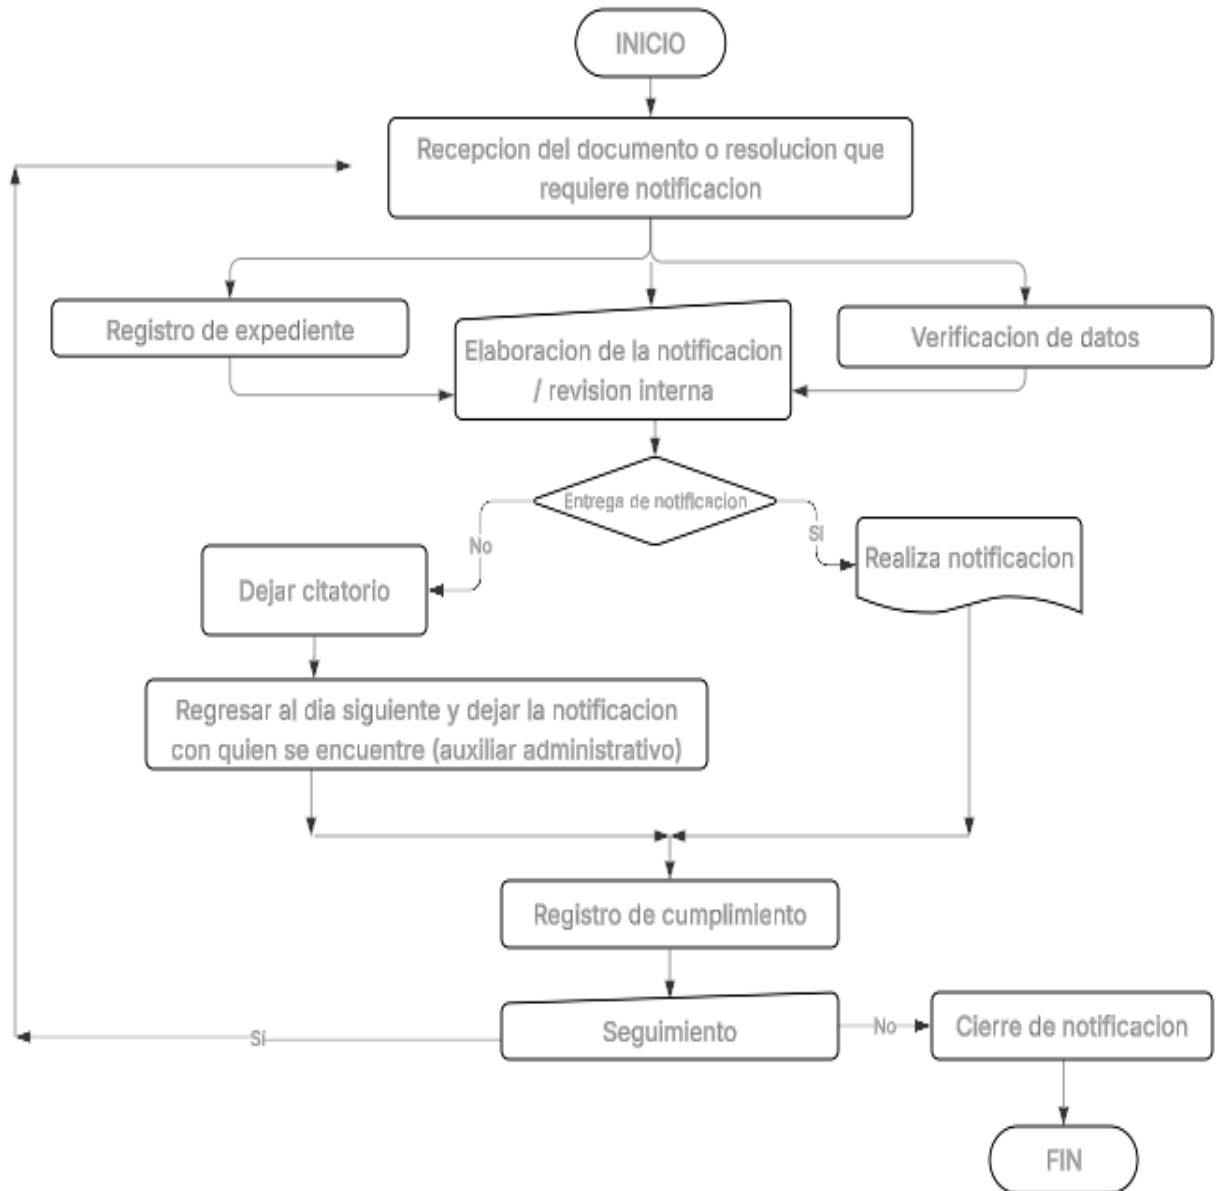 INICIO
Recepcion del documento o resolucion que
requiere notificacion
Registro de expediente
Elaboracion de la notificacion
/ revision interna
Verificacion de datos
Entrega de notificacion
No
Si
Dejar citatorio
Realiza notificacion
Regresar al dia siguiente y dejar la notificacion
con quien se encuentre (auxiliar administrativo)
Registro de cumplimiento
Seguimiento
Si
No
Cierre de notificacion
FIN